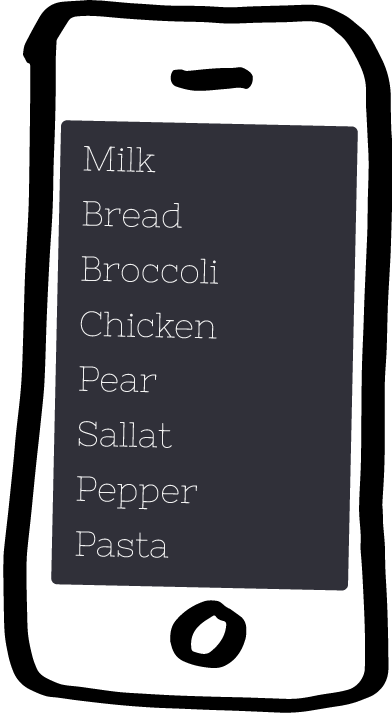 Milk
Bread
Broccoli
Chicken
Pear
Sallat
Pepper
Pasta